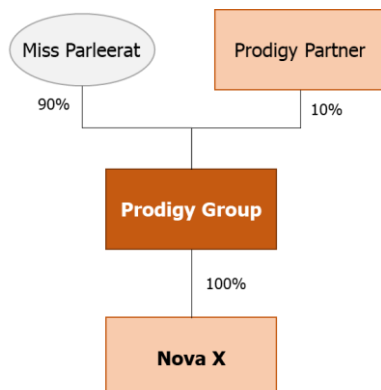 Miss Parleerat
Prodigy Partner
90%
10%
Prodigy Group
100%
Nova X